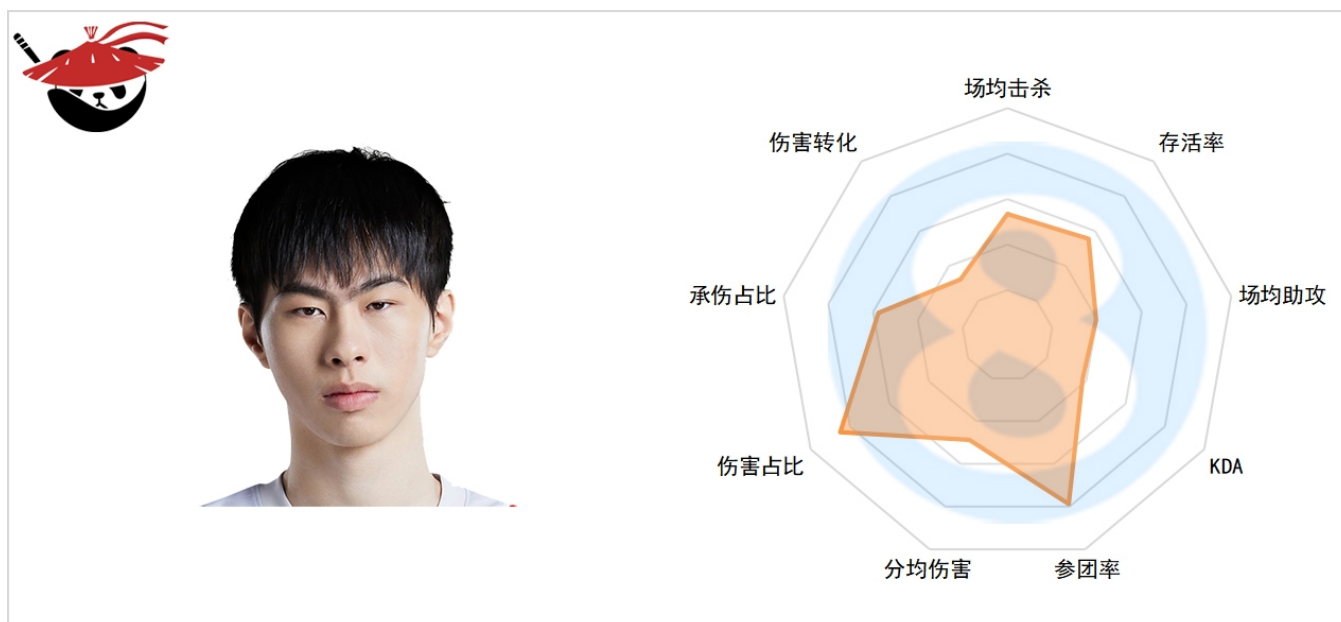 场均击杀
伤害转化
存活率
承伤占比
场均助攻
伤害占比
KDA
分均伤害
参团率